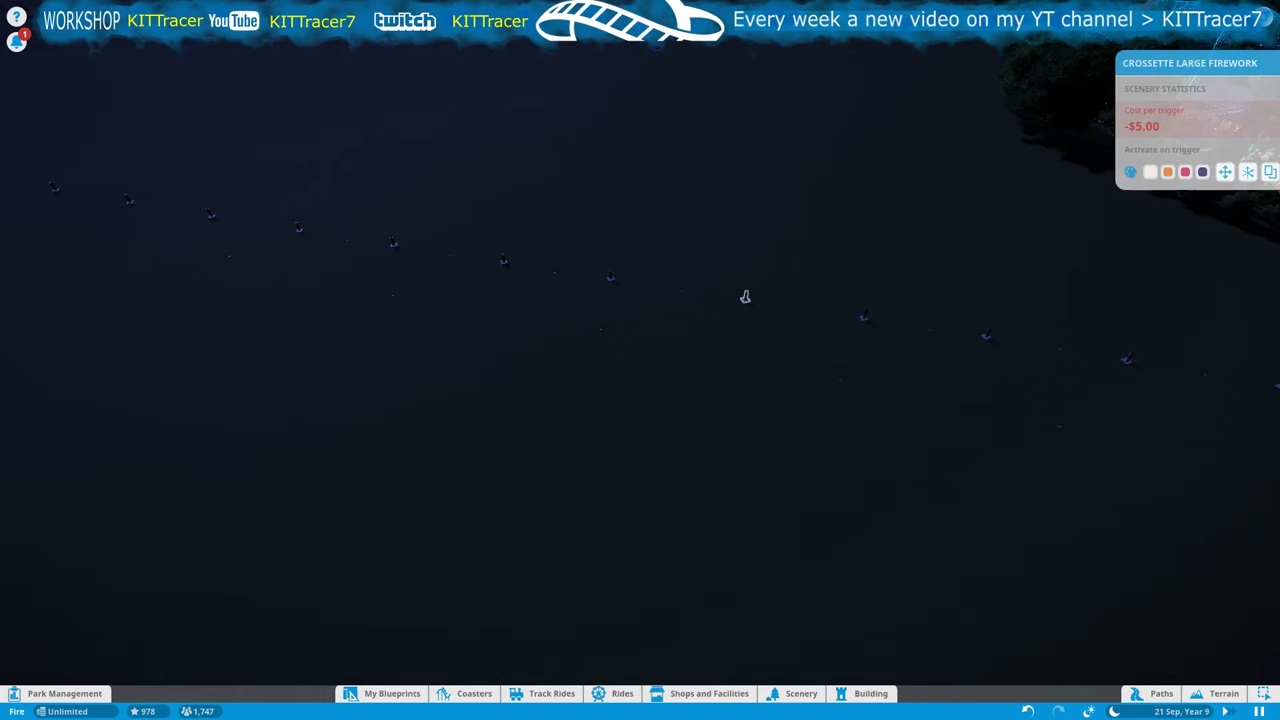 WORKSHOP KITTracer YouTube KITTracer7 twitch KITTracer Every week a new video on my YT channel > KITTracer7
?
1
CROSSETTE LARGE FIREWORK
SCENERY STATISTICS
Cost per trigger
-$5.00
Activate on trigger
Park Management
My Blueprints
Coasters
Track Rides
Rides
Shops and Facilities
Scenery
Building
Paths
Terrain
Fire
Unlimited
978
1,747
21 Sep, Year 9